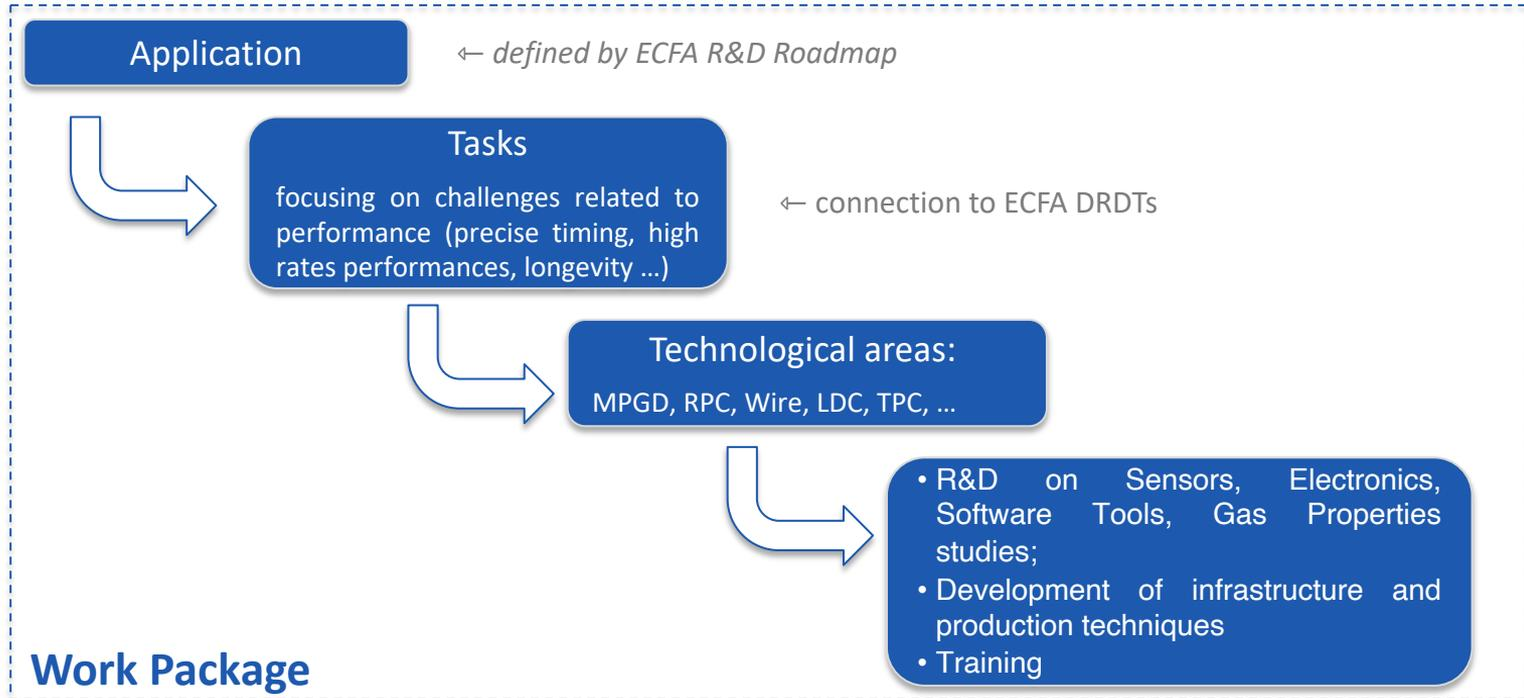 Application
← defined by ECFA R&D Roadmap
Tasks
focusing on challenges related to
performance (precise timing, high
rates performances, longevity ...)
← connection to ECFA DRDTs
Technological areas:
MPGD, RPC, Wire, LDC, TPC, ...
• R&D on Sensors, Electronics,
Software Tools, Gas Properties
studies;
• Development of infrastructure and
production techniques
• Training
Work Package